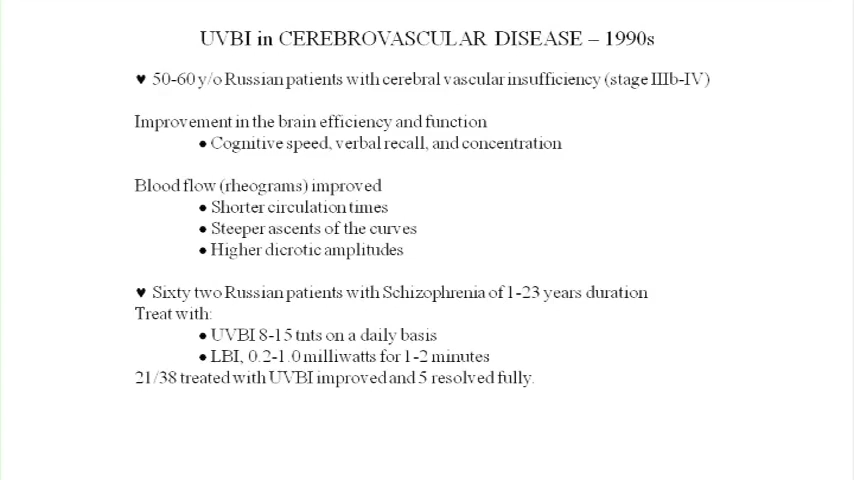 UVBI in CEREBROVASCULAR DISEASE – 1990s
♥ 50-60 y/o Russian patients with cerebral vascular insufficiency (stage IIIb-IV)
Improvement in the brain efficiency and function
● Cognitive speed, verbal recall, and concentration
Blood flow (rheograms) improved
● Shorter circulation times
● Steeper ascents of the curves
● Higher dicrotic amplitudes
♥ Sixty two Russian patients with Schizophrenia of 1-23 years duration
Treat with:
● UVBI 8-15 tnts on a daily basis
● LBI, 0.2-1.0 milliwatts for 1-2 minutes
21/38 treated with UVBI improved and 5 resolved fully.